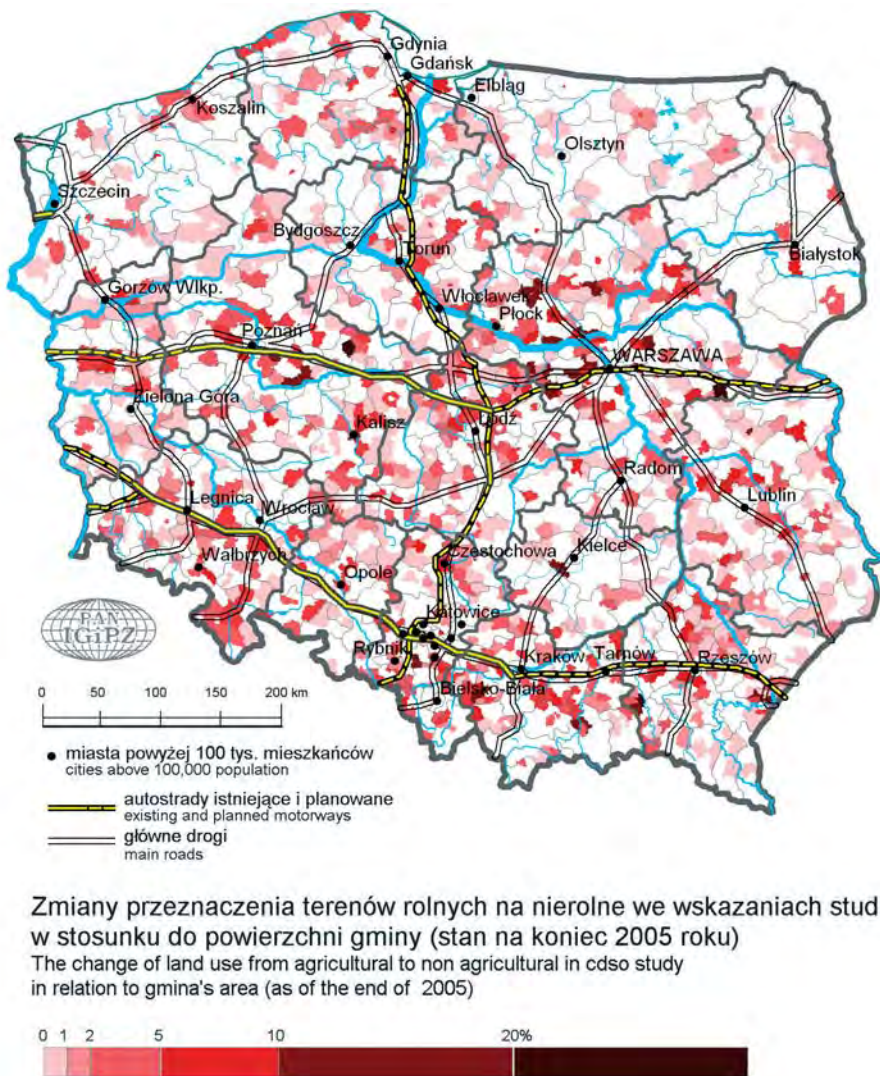 Gdynia
Gdańsk
Elbląg
Koszalin
Olsztyn
Szczecin
Bydgoszcz
Toruń
Białystok
Gorzów Wlkp.
Włocławek
Płock
Poznań
WARSZAWA
Zielona Góra
Kalisz
Łódź
Radom
Legnica
Wrocław
Lublin
Wałbrzych
Częstochowa
Kielce
Opole
PAN
IGiPZ
Katowice
Rybnik
Kraków
Tarnów
Rzeszów
Bielsko-Biała
0 50 100 150 200 km
miasta powyżej 100 tys. mieszkańców
cities above 100,000 population
autostrady istniejące i planowane
existing and planned motorways
główne drogi
main roads
Zmiany przeznaczenia terenów rolnych na nierolne we wskazaniach stud
w stosunku do powierzchni gminy (stan na koniec 2005 roku)
The change of land use from agricultural to non agricultural in cdso study
in relation to gmina's area (as of the end of 2005)
0 1 2 5 10 20%